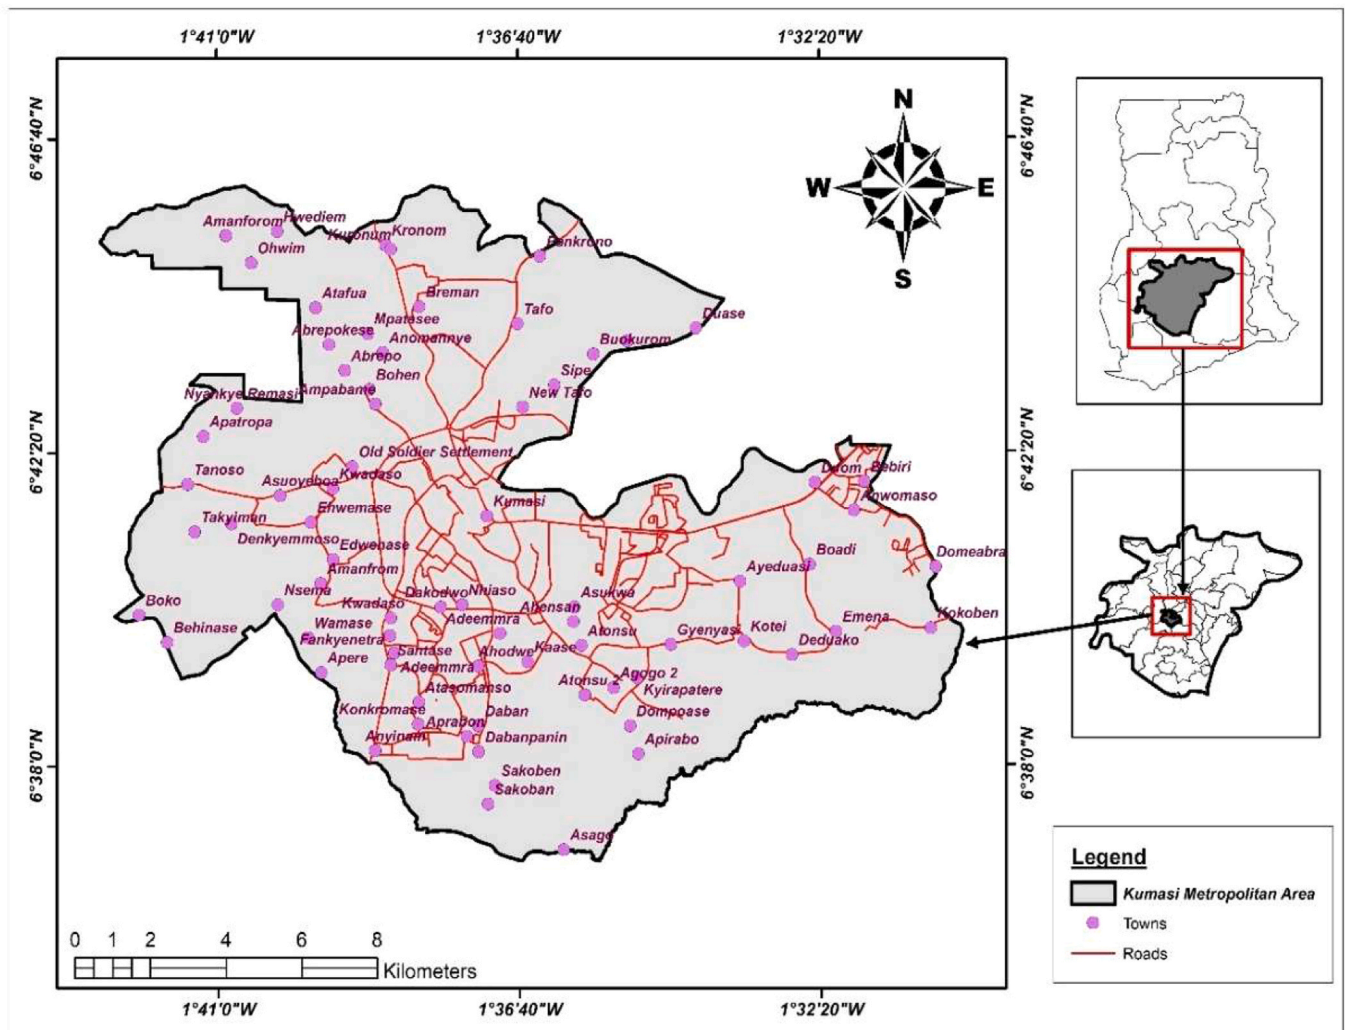 1°41'0"W 1°36'40"W 1°32'20"W
6°46'40"N
6°46'40"N
N
W E
S
Amanforom
Hwediem
Kuronum
Kronom
Ohwim
Pankrono
Atafua
Breman
Mpatasee
Tafo
Duase
Abrepokese
Anomannye
Buokurom
Abrepo
Bohen
Sipe
Nyankye Remasi
Ampabame
New Tafo
Apatropa
6°42'20"N
6°42'20"N
Old Soldier Settlement
Tanoso
Asuoyeboa
Kwadaso
Duom
Bebiri
Anwomaso
Kumasi
Takyiman
Ehwemase
Denkyemmoso
Edwenase
Boadi
Domeabra
Amanfrom
Ayeduasi
Nsema
Dakodwo
Nhiaso
Asukwa
Boko
Kwadaso
Ahensan
Emena
Kokoben
Behinase
Wamase
Adeemmra
Atonsu
Gyenyasi
Kotei
Deduako
Fankyenetra
Santase
Ahodwe
Kaase
Apere
Adeemmra
Agogo 2
Atasomanso
Atonsu 2
Kyirapatere
Konkromase
Aprabon
Daban
Dompoase
Anyinam
Dabanpanin
Apirabo
6°38'0"N
6°38'0"N
Sakoben
Sakoban
Asago
Legend
Kumasi Metropolitan Area
Towns
Roads
0 1 2 4 6 8
Kilometers
1°41'0"W 1°36'40"W 1°32'20"W